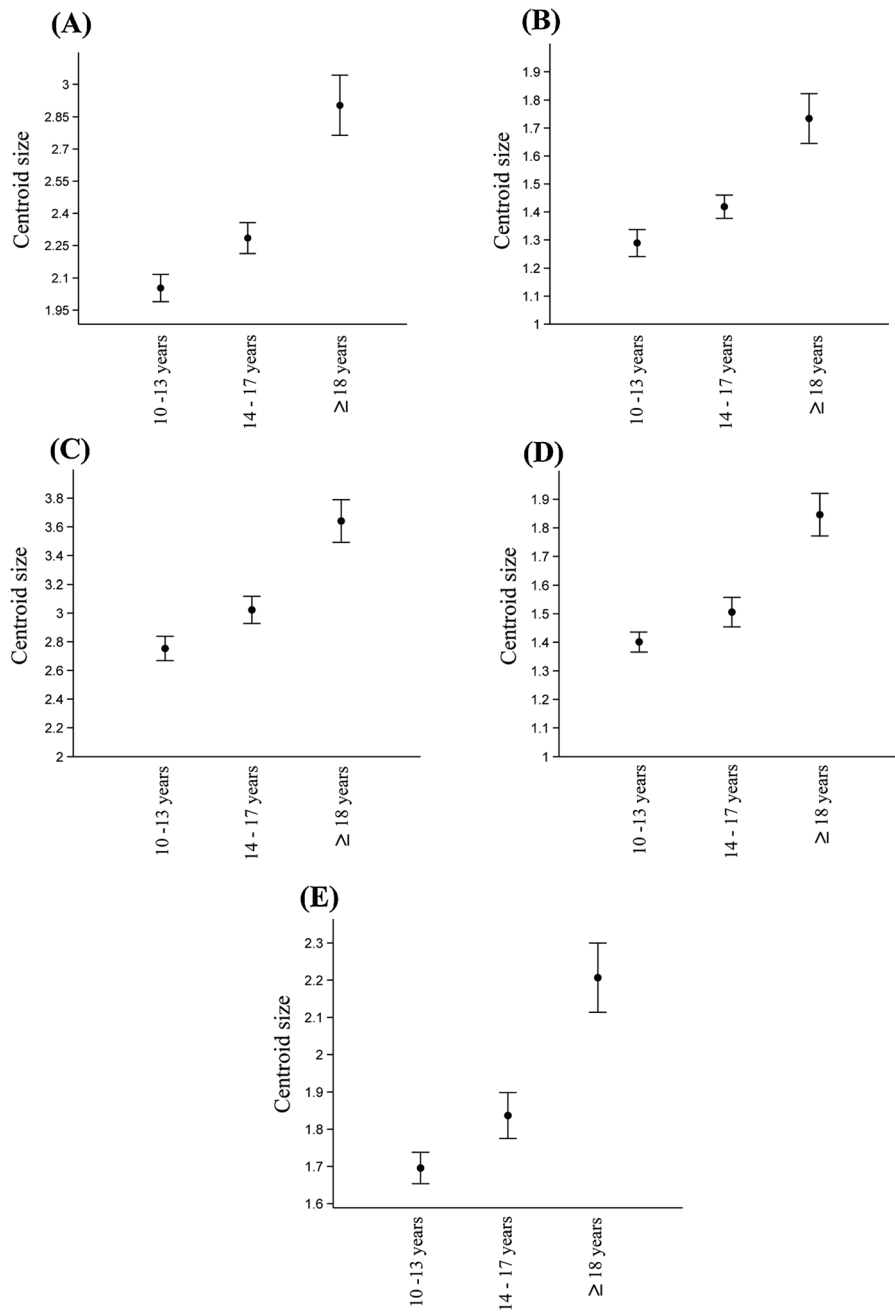 (A)
Centroid size
3
2.85
2.7
2.55
2.4
2.25
2.1
1.95
10 -13 years
14 - 17 years
≥ 18 years
(B)
Centroid size
1.9
1.8
1.7
1.6
1.5
1.4
1.3
1.2
1.1
1
10 -13 years
14 - 17 years
≥ 18 years
(C)
Centroid size
3.8
3.6
3.4
3.2
3
2.8
2.6
2.4
2.2
2
10 -13 years
14 - 17 years
≥ 18 years
(D)
Centroid size
1.9
1.8
1.7
1.6
1.5
1.4
1.3
1.2
1.1
1
10 -13 years
14 - 17 years
≥ 18 years
(E)
Centroid size
2.3
2.2
2.1
2
1.9
1.8
1.7
1.6
10 -13 years
14 - 17 years
≥ 18 years